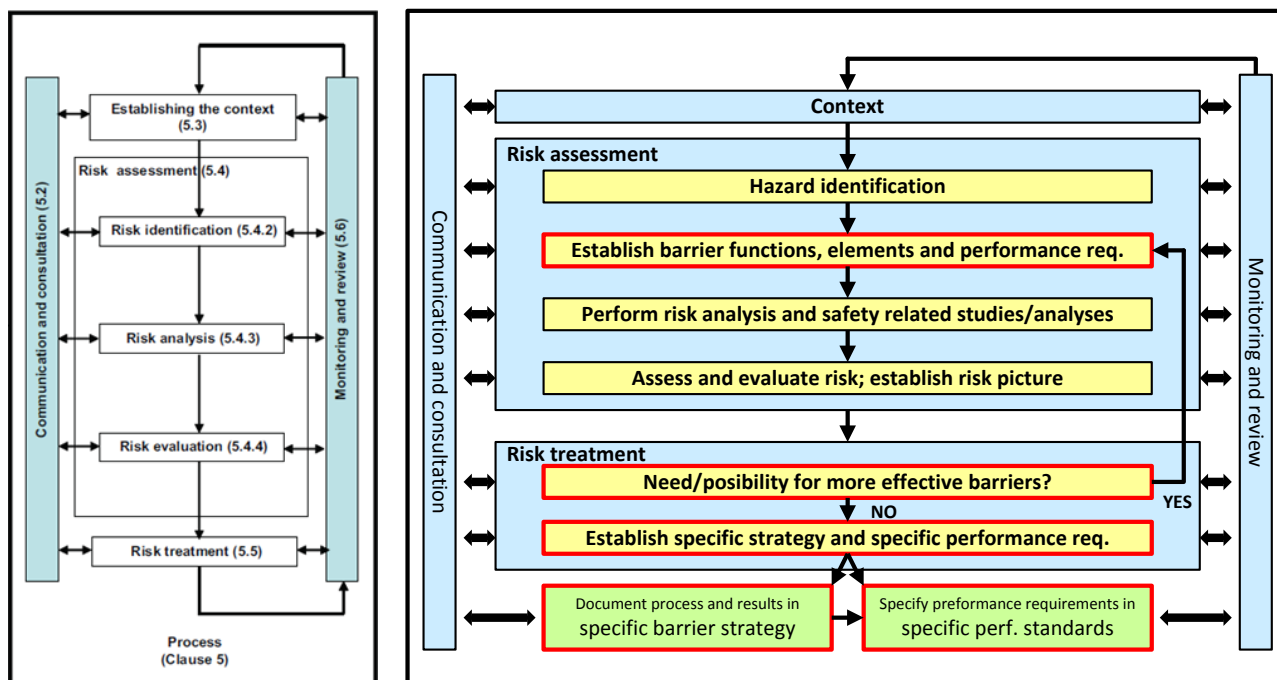 Establishing the context
(5.3)
Risk assessment (5.4)
Risk identification (5.4.2)
Risk analysis (5.4.3)
Risk evaluation (5.4.4)
Risk treatment (5.5)
Communication and consultation (5.2)
Monitoring and review (5.6)
Process
(Clause 5)
Context
Risk assessment
Hazard identification
Establish barrier functions, elements and performance req.
Perform risk analysis and safety related studies/analyses
Assess and evaluate risk; establish risk picture
Risk treatment
Need/posibility for more effective barriers?
YES
NO
Establish specific strategy and specific performance req.
Document process and results in
specific barrier strategy
Specify preformance requirements in
specific perf. standards
Communication and consultation
Monitoring and review